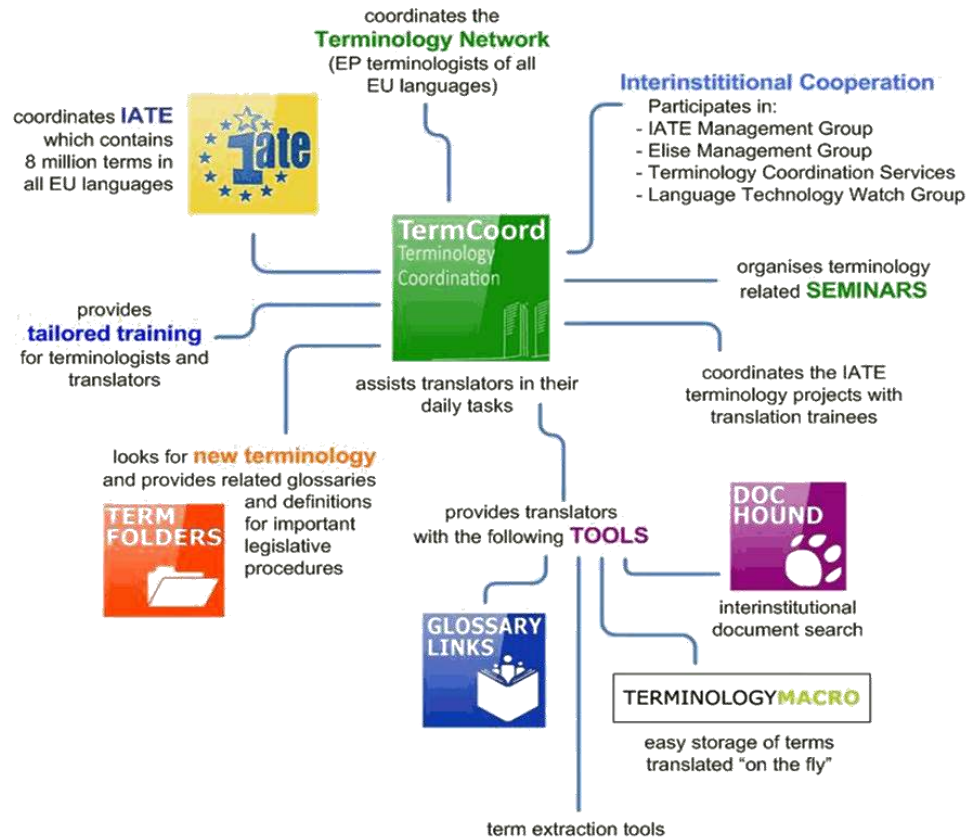 coordinates the
Terminology Network
(EP terminologists of all
EU languages)
coordinates IATE
which contains
8 million terms in
all EU languages
1ate
Interinstititional Cooperation
Participates in:
- IATE Management Group
- Elise Management Group
- Terminology Coordination Services
- Language Technology Watch Group
TermCoord
Terminology
Coordination
organises terminology
related SEMINARS
provides
tailored training
for terminologists and
translators
assists translators in their
daily tasks
coordinates the IATE
terminology projects with
translation trainees
looks for new terminology
and provides related glossaries
and definitions
for important
legislative
procedures
TERM
FOLDERS
provides translators
with the following TOOLS
DOC
HOUND
interinstitutional
document search
GLOSSARY
LINKS
TERMINOLOGYMACRO
easy storage of terms
translated “on the fly”
term extraction tools